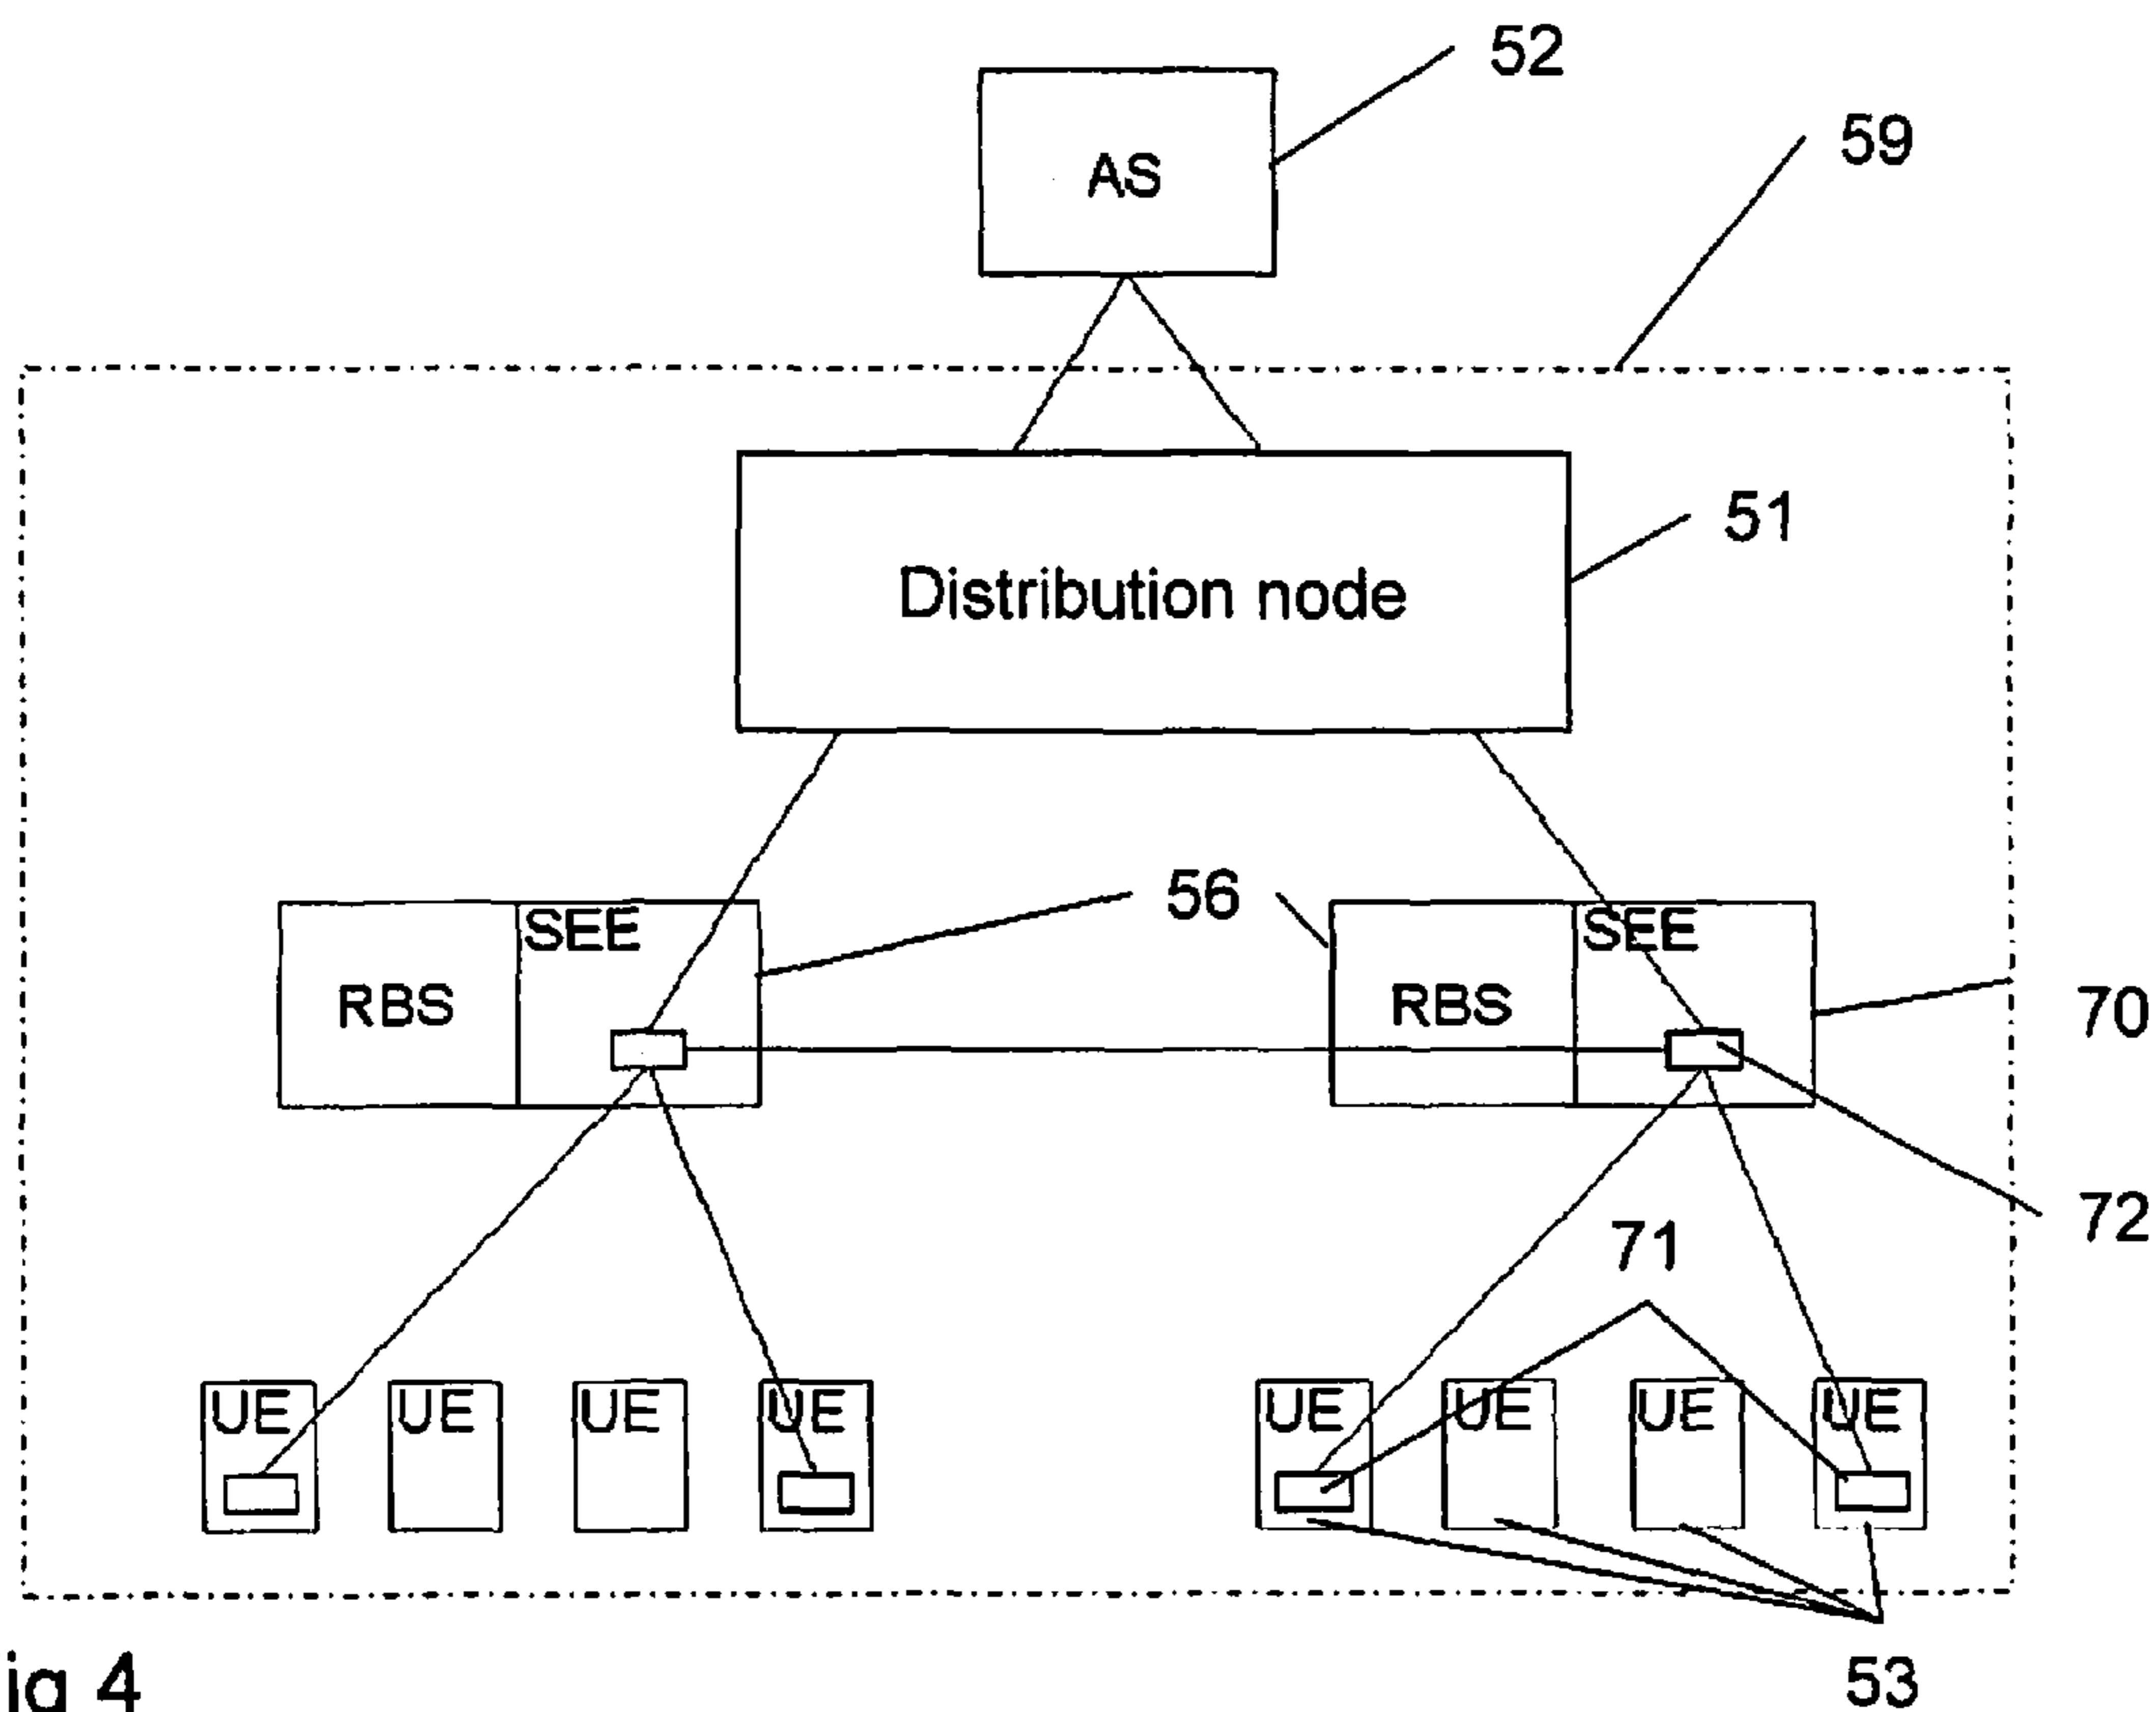 52
59
AS
51
Distribution node
56
SEE
SEE
RBS
RBS
70
72
71
UE
UE
UE
UE
UE
UE
UE
UE
53
ig 4